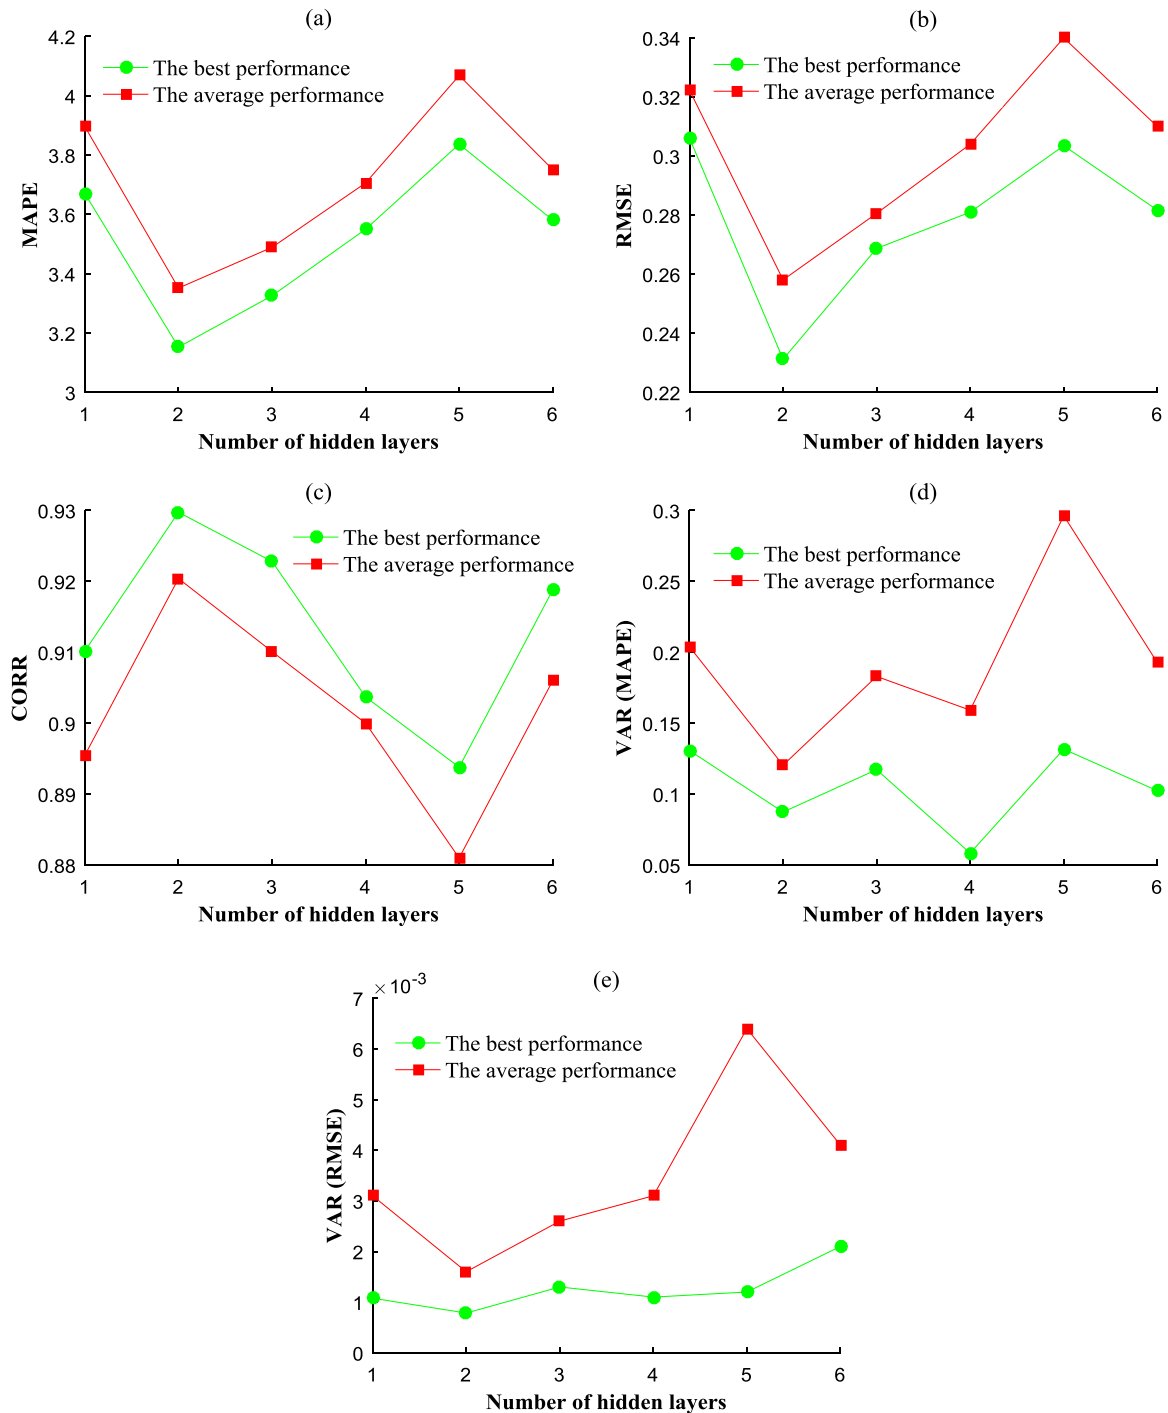 (a)
4.2
4
3.8
3.6
3.4
3.2
3
MAPE
The best performance
The average performance
1 2 3 4 5 6
Number of hidden layers
(b)
0.34
0.32
0.3
0.28
0.26
0.24
0.22
RMSE
The best performance
The average performance
1 2 3 4 5 6
Number of hidden layers
(c)
0.93
0.92
0.91
0.9
0.89
0.88
CORR
The best performance
The average performance
1 2 3 4 5 6
Number of hidden layers
(d)
0.3
0.25
0.2
0.15
0.1
0.05
VAR (MAPE)
The best performance
The average performance
1 2 3 4 5 6
Number of hidden layers
(e)
×10⁻³
7
6
5
4
3
2
1
0
VAR (RMSE)
The best performance
The average performance
1 2 3 4 5 6
Number of hidden layers